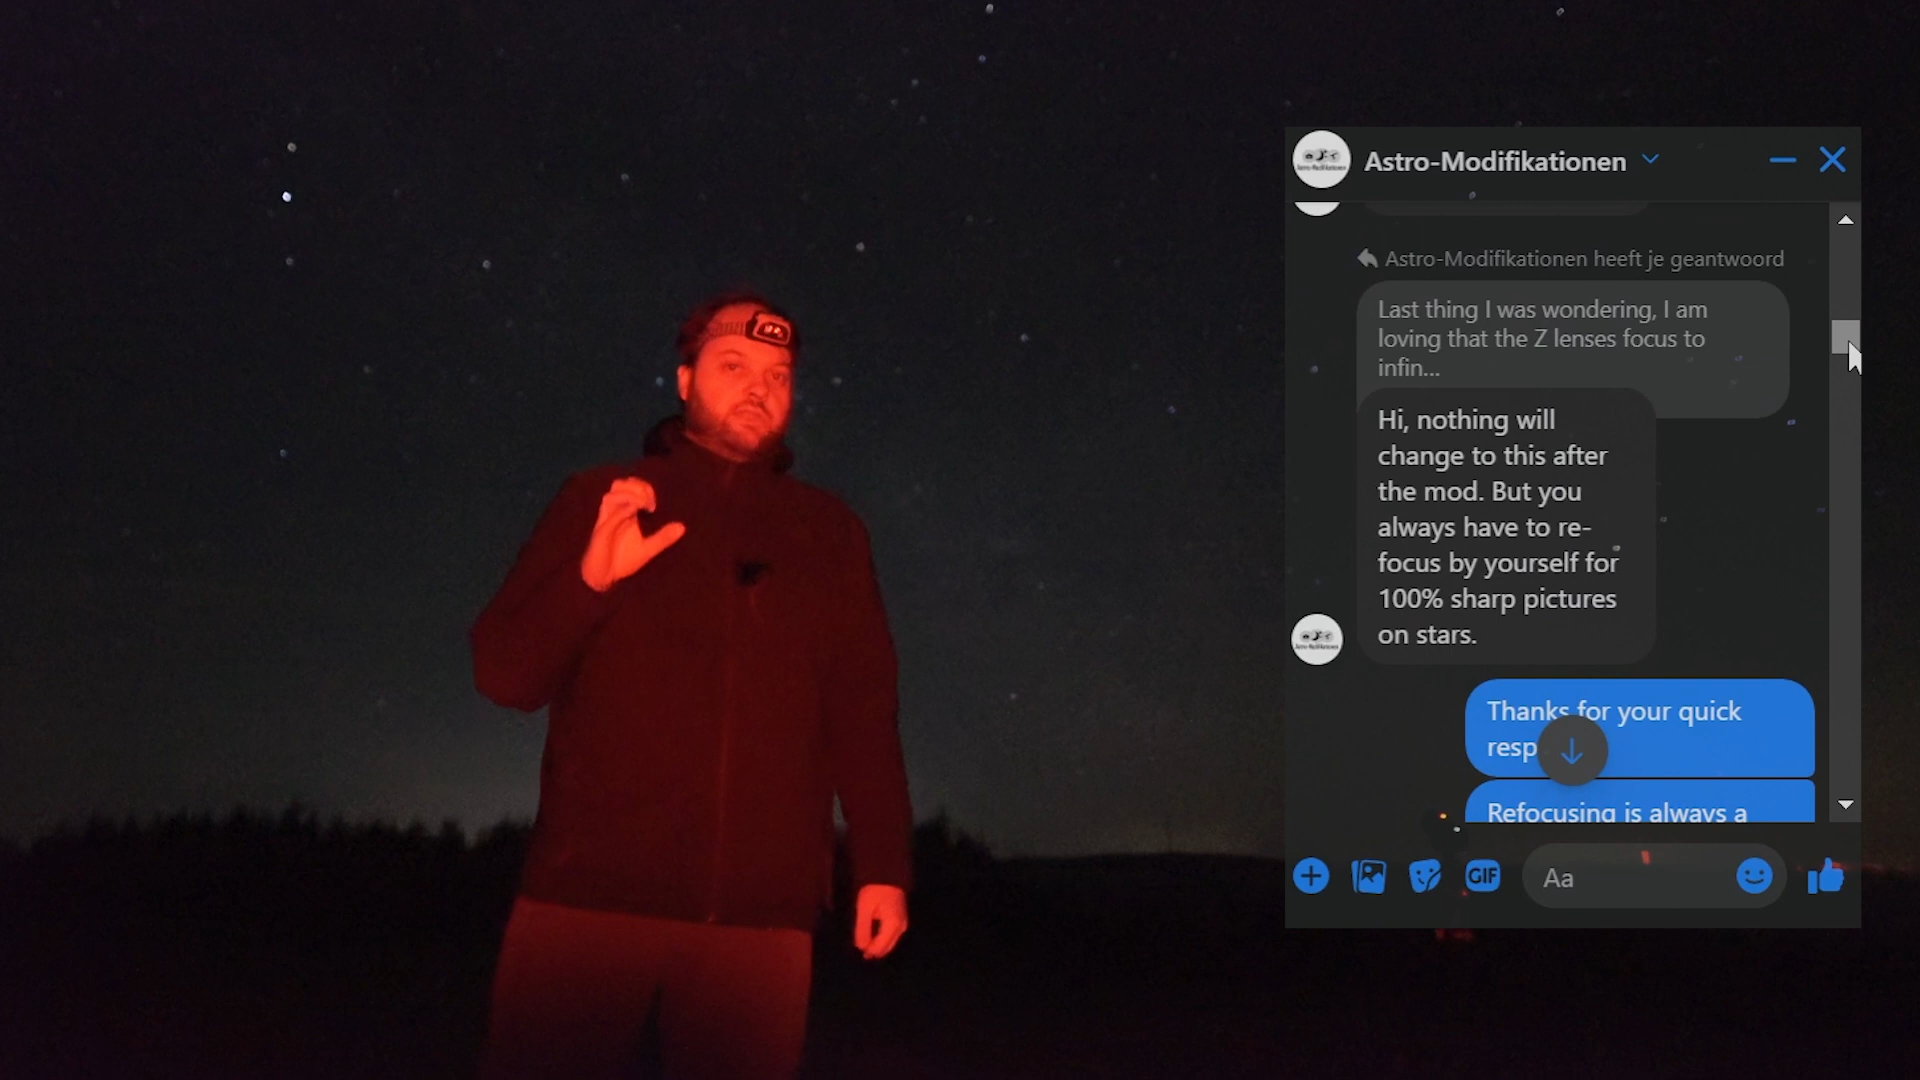 Astro-Modifikationen
Astro-Modifikationen heeft je geantwoord
Last thing I was wondering, I am
loving that the Z lenses focus to
infin...
Hi, nothing will
change to this after
the mod. But you
always have to re-
focus by yourself for
100% sharp pictures
on stars.
Thanks for your quick
resp
Refocusing is always a
GIF
Aa